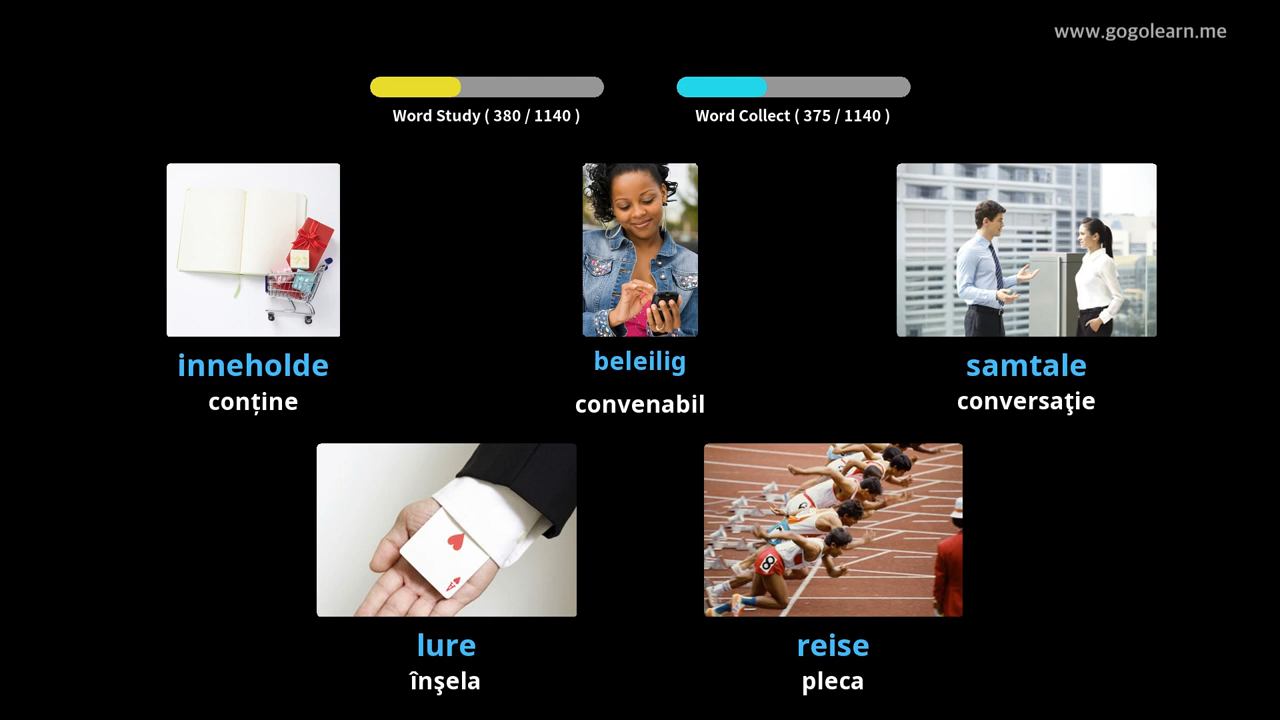 www.gogolearn.me
Word Study ( 380 / 1140 )
Word Collect ( 375 / 1140 )
inneholde
conține
beleilig
convenabil
samtale
conversaţie
lure
înşela
reise
pleca